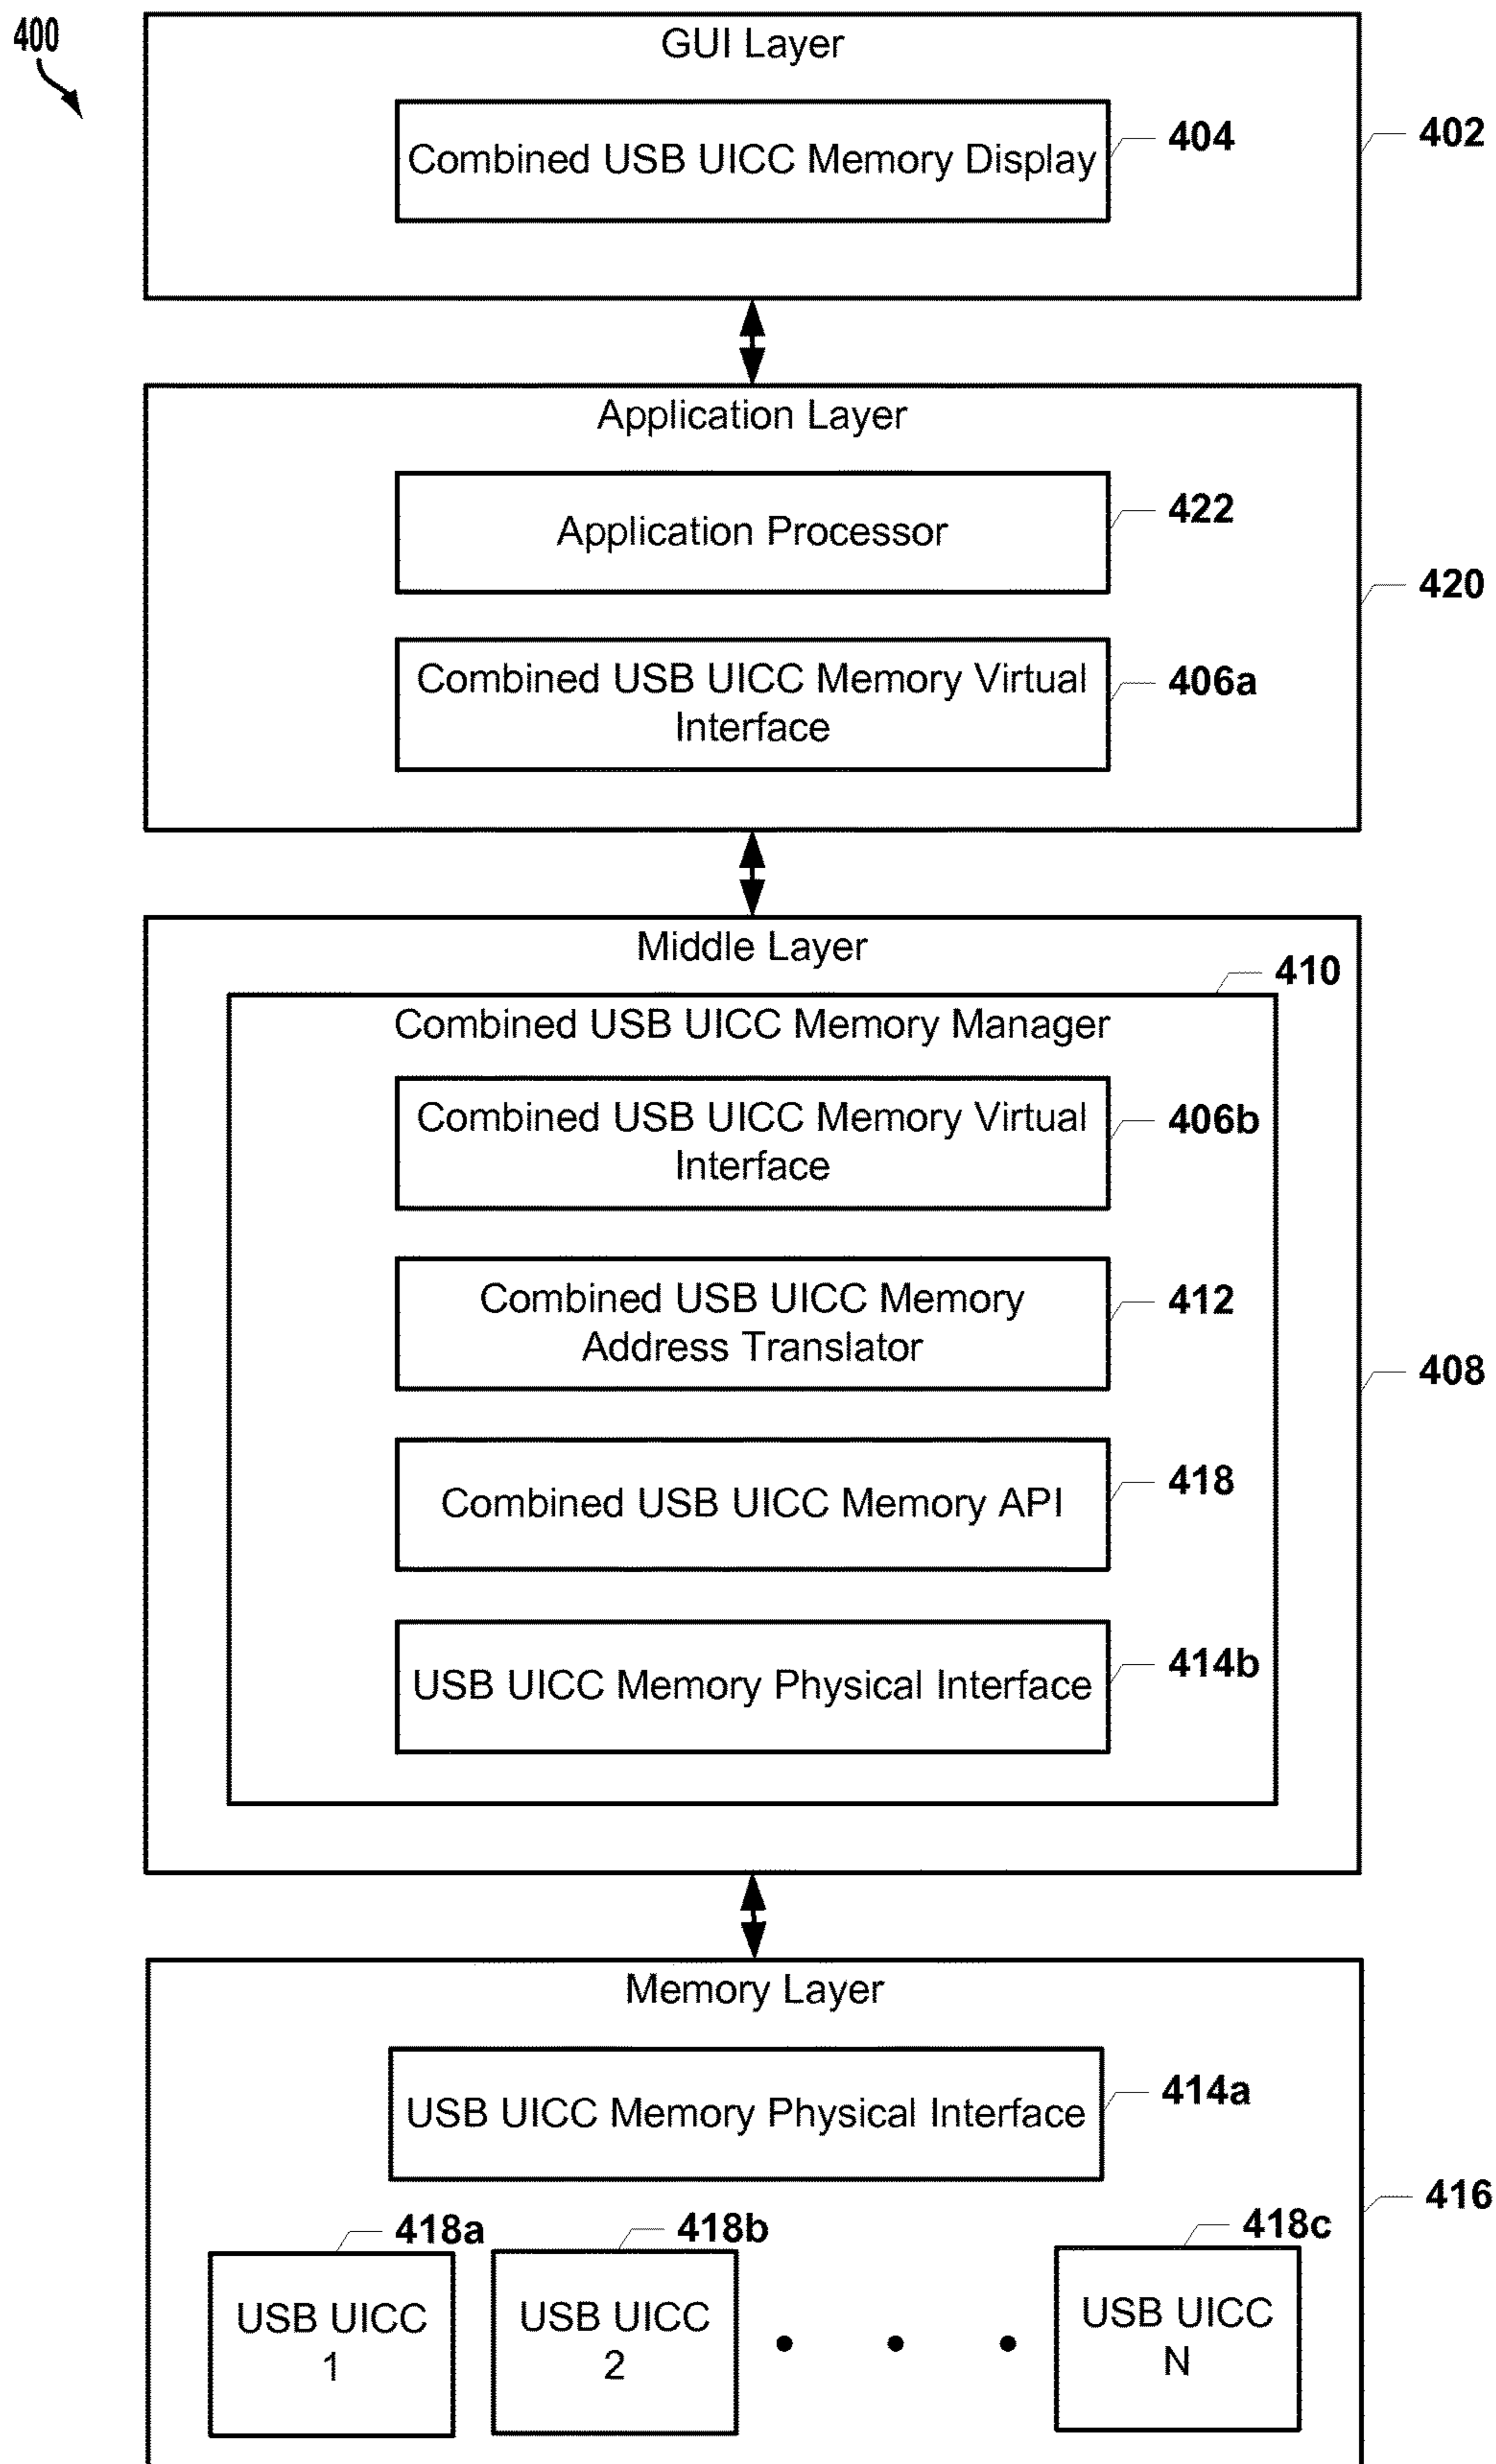 400
GUI Layer
Combined USB UICC Memory Display
404
402
Application Layer
Application Processor
422
420
Combined USB UICC Memory Virtual
Interface
406a
Middle Layer
410
Combined USB UICC Memory Manager
Combined USB UICC Memory Virtual
Interface
406b
Combined USB UICC Memory
Address Translator
412
408
Combined USB UICC Memory API
418
USB UICC Memory Physical Interface
414b
Memory Layer
USB UICC Memory Physical Interface
414a
416
418a
418b
418c
USB UICC
1
USB UICC
2
USB UICC
N